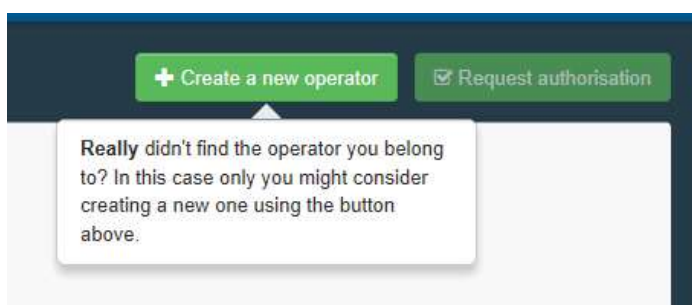 Create a new operator
Request authorisation
Really didn't find the operator you belong
to? In this case only you might consider
creating a new one using the button
above.